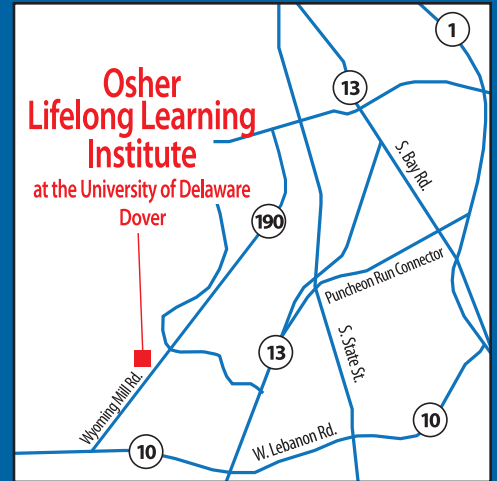 1
13
Osher
Lifelong Learning
Institute
at the University of Delaware
Dover
S. Bay Rd.
190
Puncheon Run Connector
13
S. State St.
Wyoming Mill Rd.
10
W. Lebanon Rd.
10